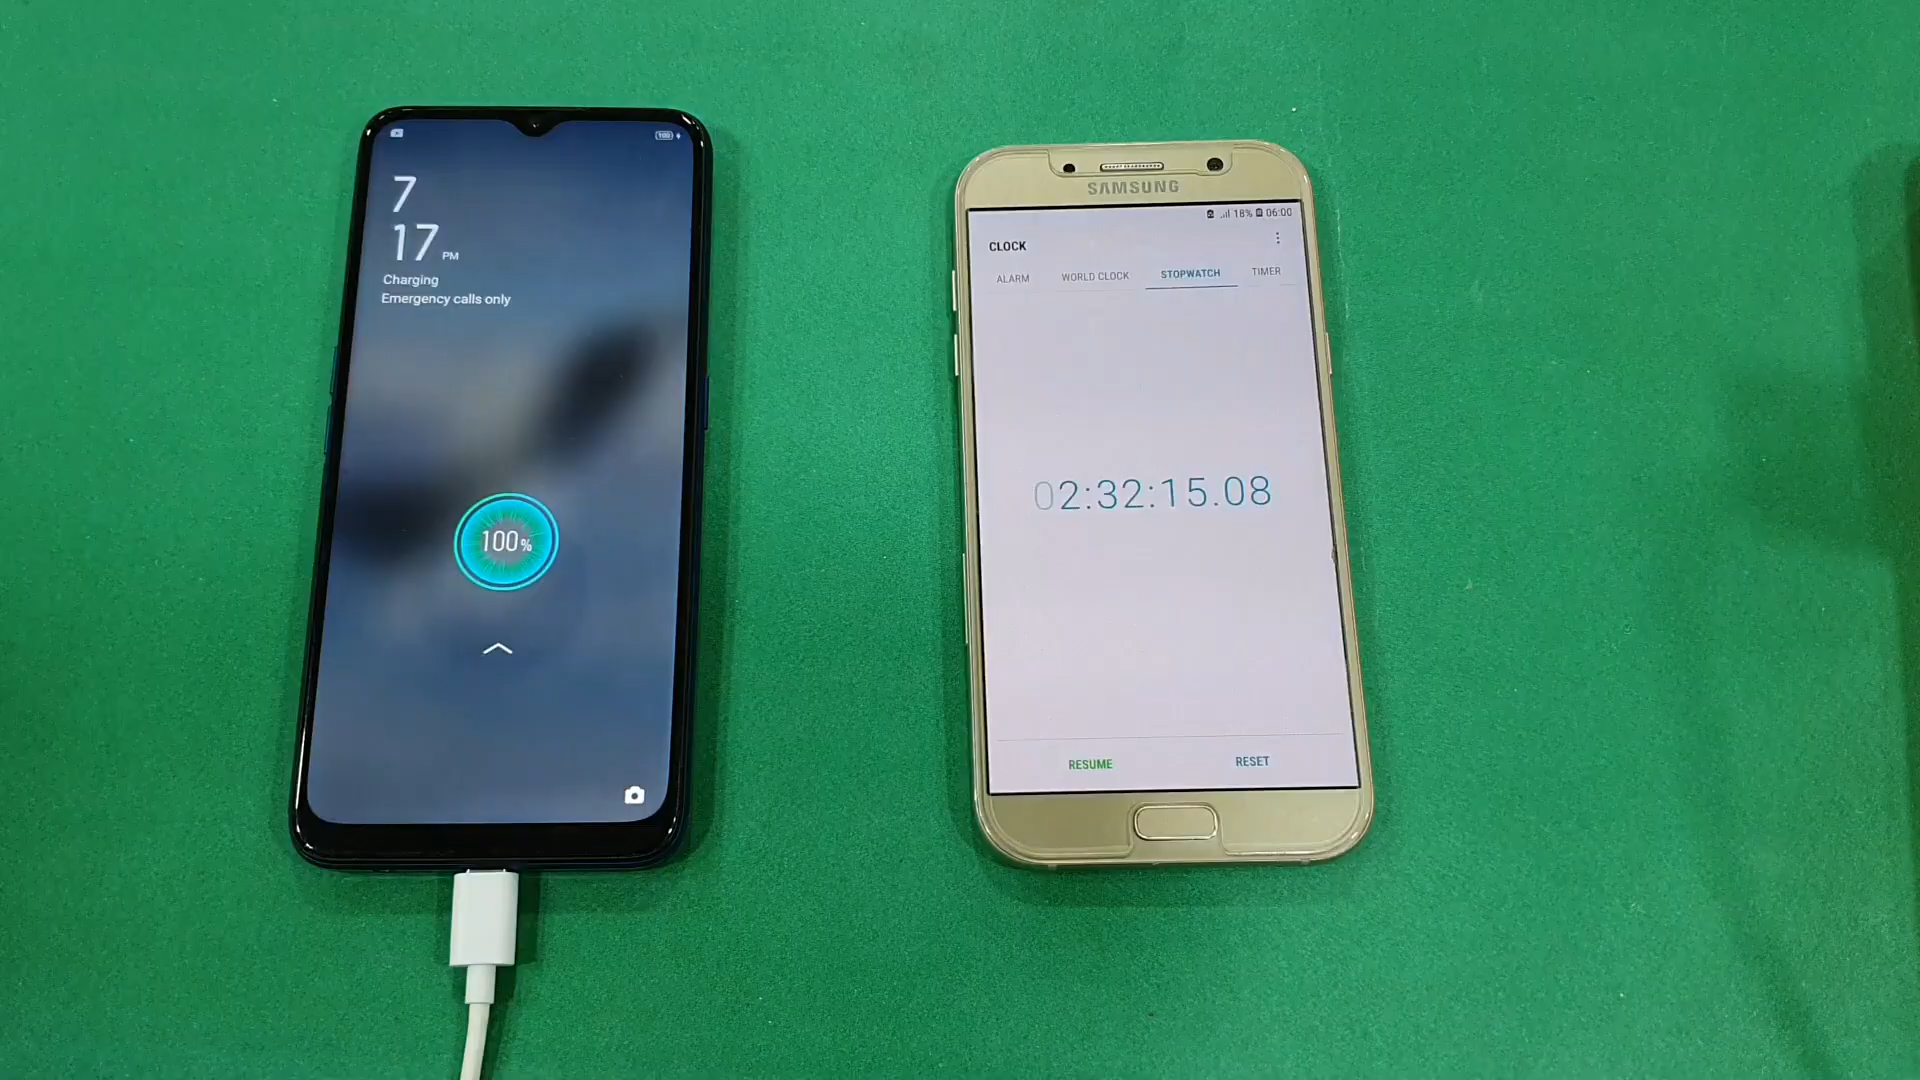 100
7
17 PM
Charging
Emergency calls only
100%
SAMSUNG
18% 06:00
CLOCK
ALARM WORLD CLOCK STOPWATCH TIMER
02:32:15.08
RESUME RESET